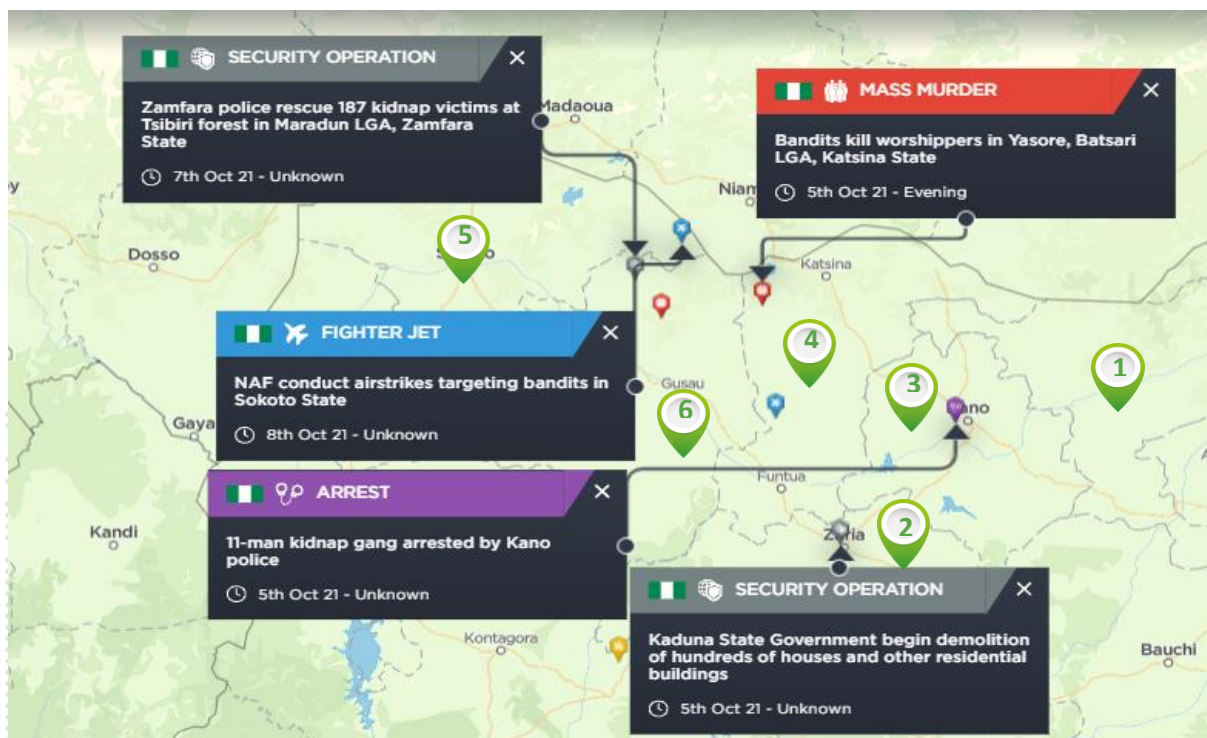 SECURITY OPERATION
Zamfara police rescue 187 kidnap victims at
Tsibiri forest in Maradun LGA, Zamfara
State
7th Oct 21 - Unknown
MASS MURDER
Bandits kill worshippers in Yasore, Batsari
LGA, Katsina State
5th Oct 21 - Evening
Madaoua
Dosso
5
Katsina
FIGHTER JET
NAF conduct airstrikes targeting bandits in
Sokoto State
8th Oct 21 - Unknown
4
1
3
Gusau
6
Gaya
ARREST
11-man kidnap gang arrested by Kano
police
5th Oct 21 - Unknown
Funtua
2
Kandi
SECURITY OPERATION
Kaduna State Government begin demolition
of hundreds of houses and other residential
buildings
5th Oct 21 - Unknown
Kontagora
Bauchi